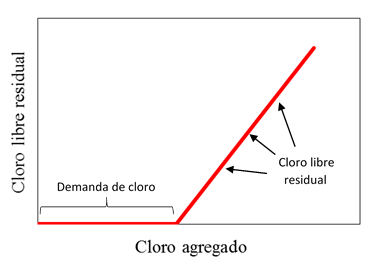 Cloro libre residual
Demanda de cloro
Cloro libre
residual
Cloro agregado